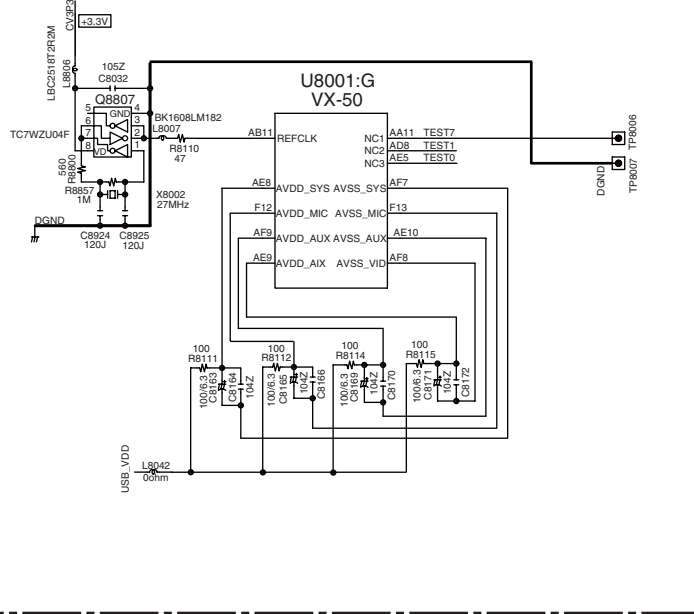 CV3P3
+3.3V
LBC2518T2R2M
L8806
105Z
C8032
Q8807
5 GND 4
6 3
7 2
8 VD 1
TC7WZU04F
BK1608LM182
L8007
R8110
47
560
R8800
R8857
1M
X8002
27MHz
DGND
C8924
120J
C8925
120J
U8001:G
VX-50
AB11 REFCLK
NC1 AA11 TEST7
NC2 AD8 TEST1
NC3 AE5 TEST0
TP8006
TP8007
DGND
AE8 AVDD_SYS AVSS_SYS AF7
F12 AVDD_MIC AVSS_MIC F13
AF9 AVDD_AUX AVSS_AUX AE10
AE9 AVDD_AIX AVSS_VID AF8
100
R8111
100/6.3
C8163
C8164
104Z
100
R8112
100/6.3
C8165
104Z
C8166
100
R8114
100/6.3
C8169
104Z
C8170
100
R8115
100/6.3
C8171
104Z
C8172
USB_VDD
L8042
0ohm